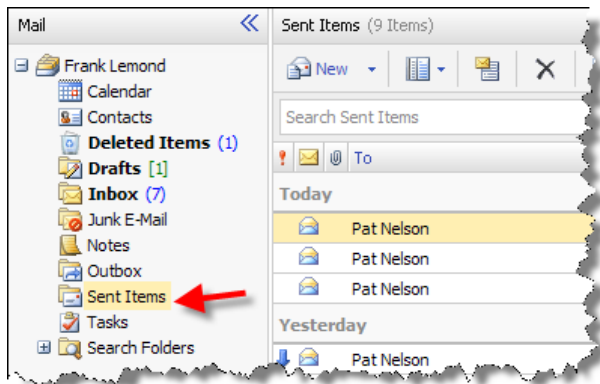 Mail
Frank Lemond
Calendar
Contacts
Deleted Items (1)
Drafts [1]
Inbox (7)
Junk E-Mail
Notes
Outbox
Sent Items
Tasks
Search Folders
Sent Items (9 Items)
New
Search Sent Items
To
Today
Pat Nelson
Pat Nelson
Pat Nelson
Yesterday
Pat Nelson